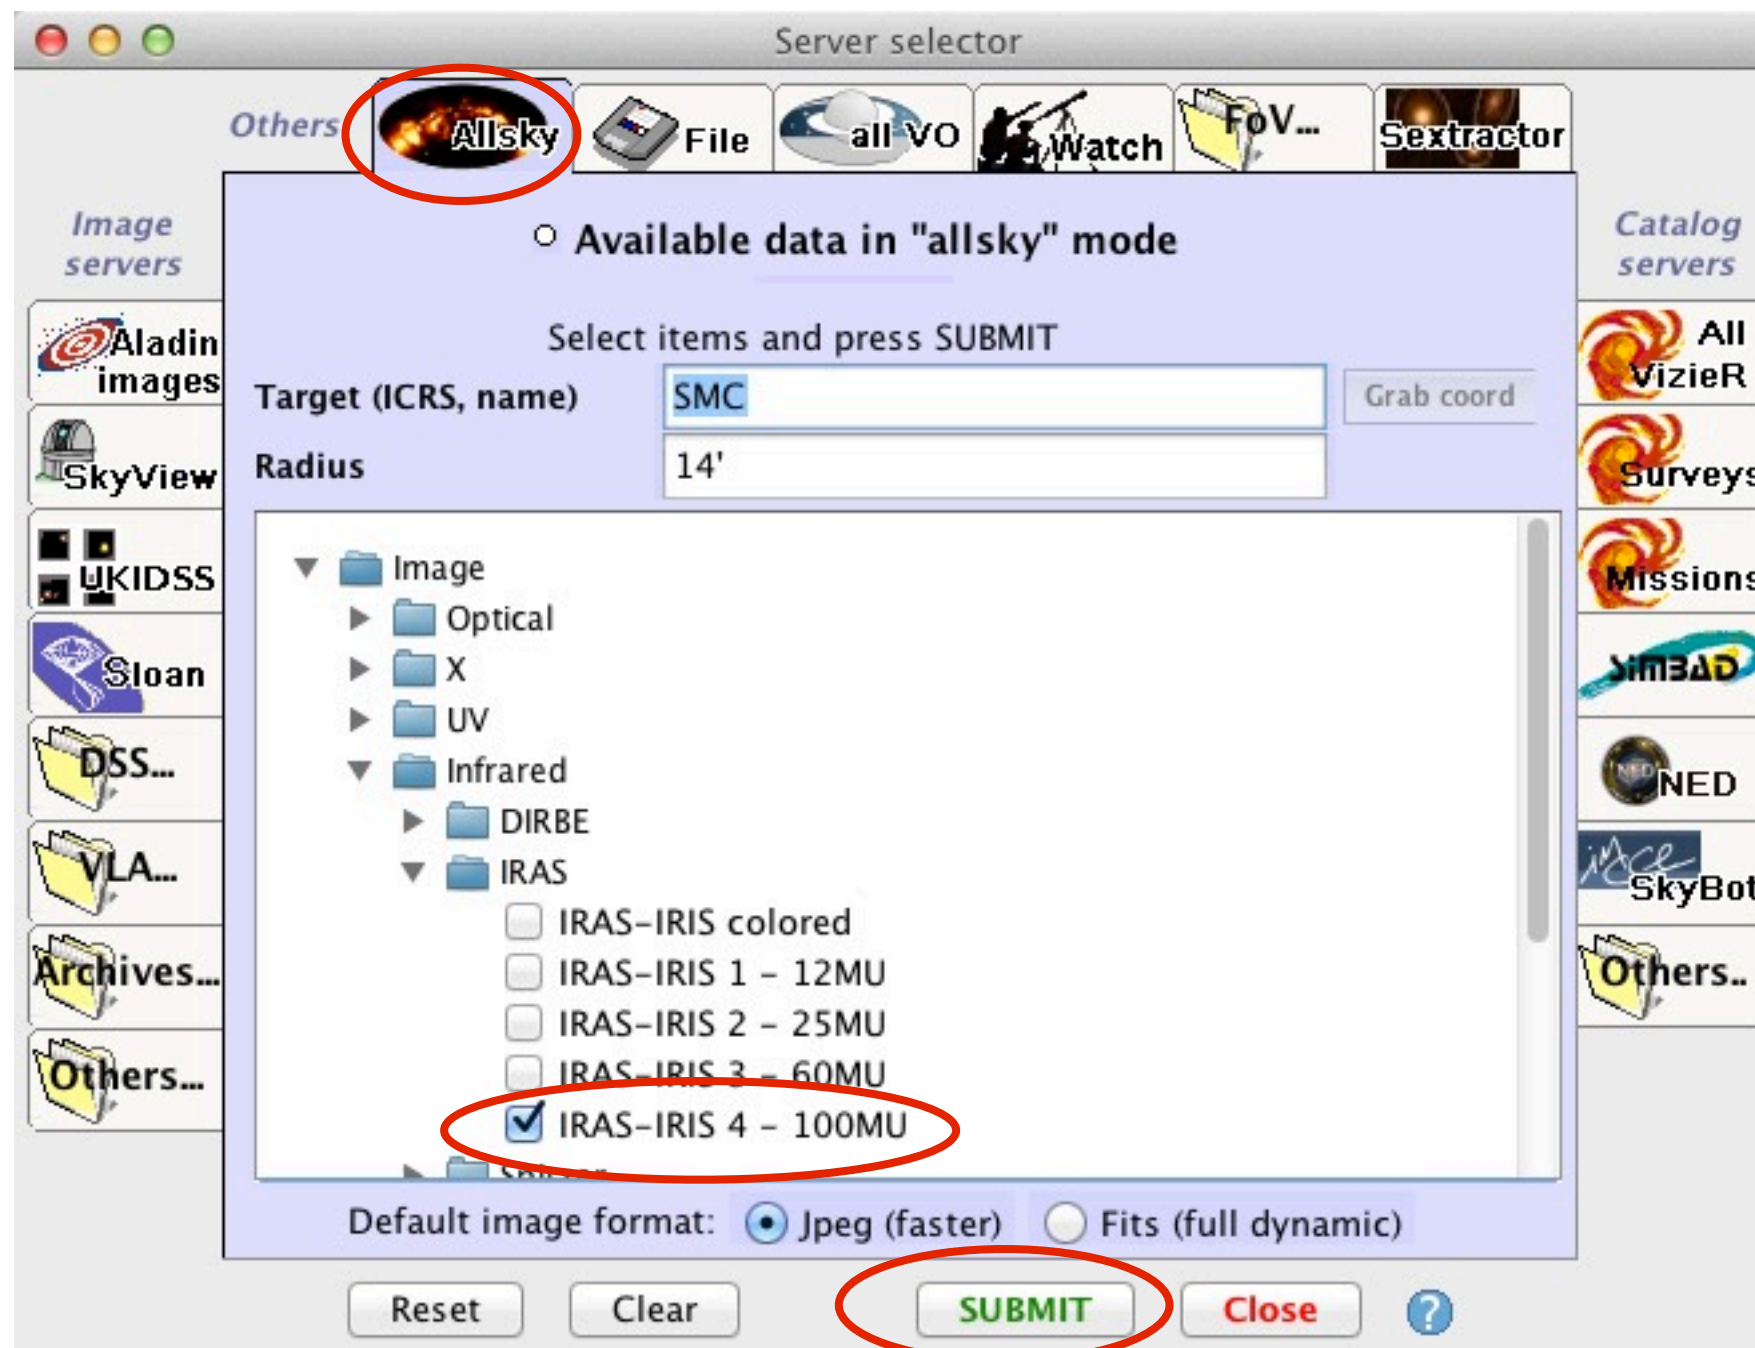 Server selector
Others
Allsky
File
all VO
Watch
FoV...
Sextractor
Image
servers
Aladin
images
SkyView
UKIDSS
Sloan
DSS...
VLA...
Archives...
Others...
Available data in "allsky" mode
Select items and press SUBMIT
Target (ICRS, name)
SMC
Grab coord
Radius
14'
Image
Optical
X
UV
Infrared
DIRBE
IRAS
IRAS-IRIS colored
IRAS-IRIS 1 - 12MU
IRAS-IRIS 2 - 25MU
IRAS-IRIS 3 - 60MU
IRAS-IRIS 4 - 100MU
Default image format:
Jpeg (faster)
Fits (full dynamic)
Reset
Clear
SUBMIT
Close
?
Catalog
servers
All
VizieR
Surveys
Missions
SiMBAD
NED
SkyBot
Others..